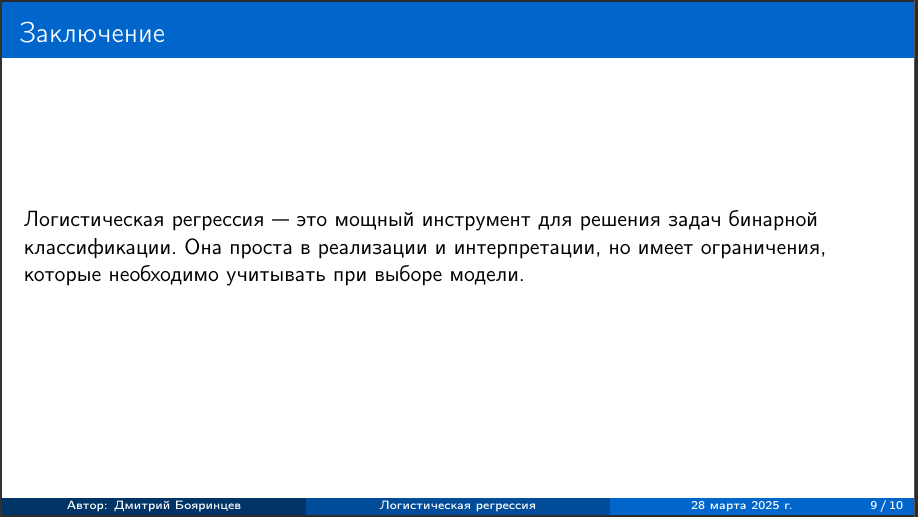 Заключение
Логистическая регрессия — это мощный инструмент для решения задач бинарной
классификации. Она проста в реализации и интерпретации, но имеет ограничения,
которые необходимо учитывать при выборе модели.
Автор: Дмитрий Бояринцев
Логистическая регрессия
28 марта 2025 г.
9 / 10